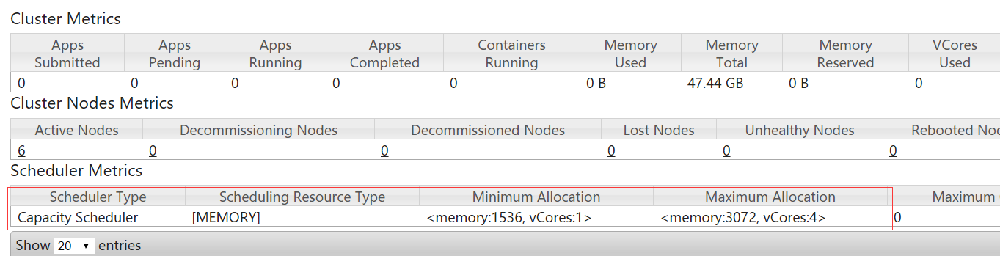 Cluster Metrics
Apps Submitted Apps Pending Apps Running Apps Completed Containers Running Memory Used Memory Total Memory Reserved VCores Used
0 0 0 0 0 0 B 47.44 GB 0 B 0
Cluster Nodes Metrics
Active Nodes Decommissioning Nodes Decommissioned Nodes Lost Nodes Unhealthy Nodes Rebooted
6 0 0 0 0 0
Scheduler Metrics
Scheduler Type Scheduling Resource Type Minimum Allocation Maximum Allocation Maximum
Capacity Scheduler [MEMORY] <memory:1536, vCores:1> <memory:3072, vCores:4> 0
Show 20 entries